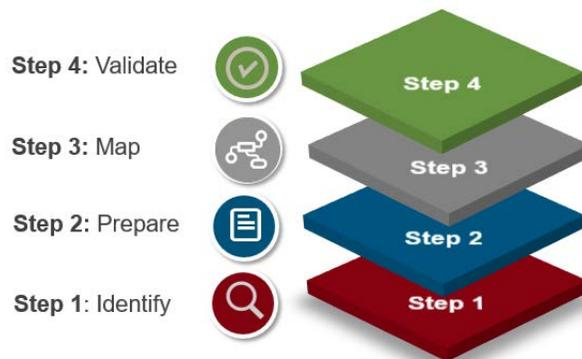 Step 4: Validate
Step 4
Step 3: Map
Step 3
Step 2: Prepare
Step 2
Step 1: Identify
Step 1